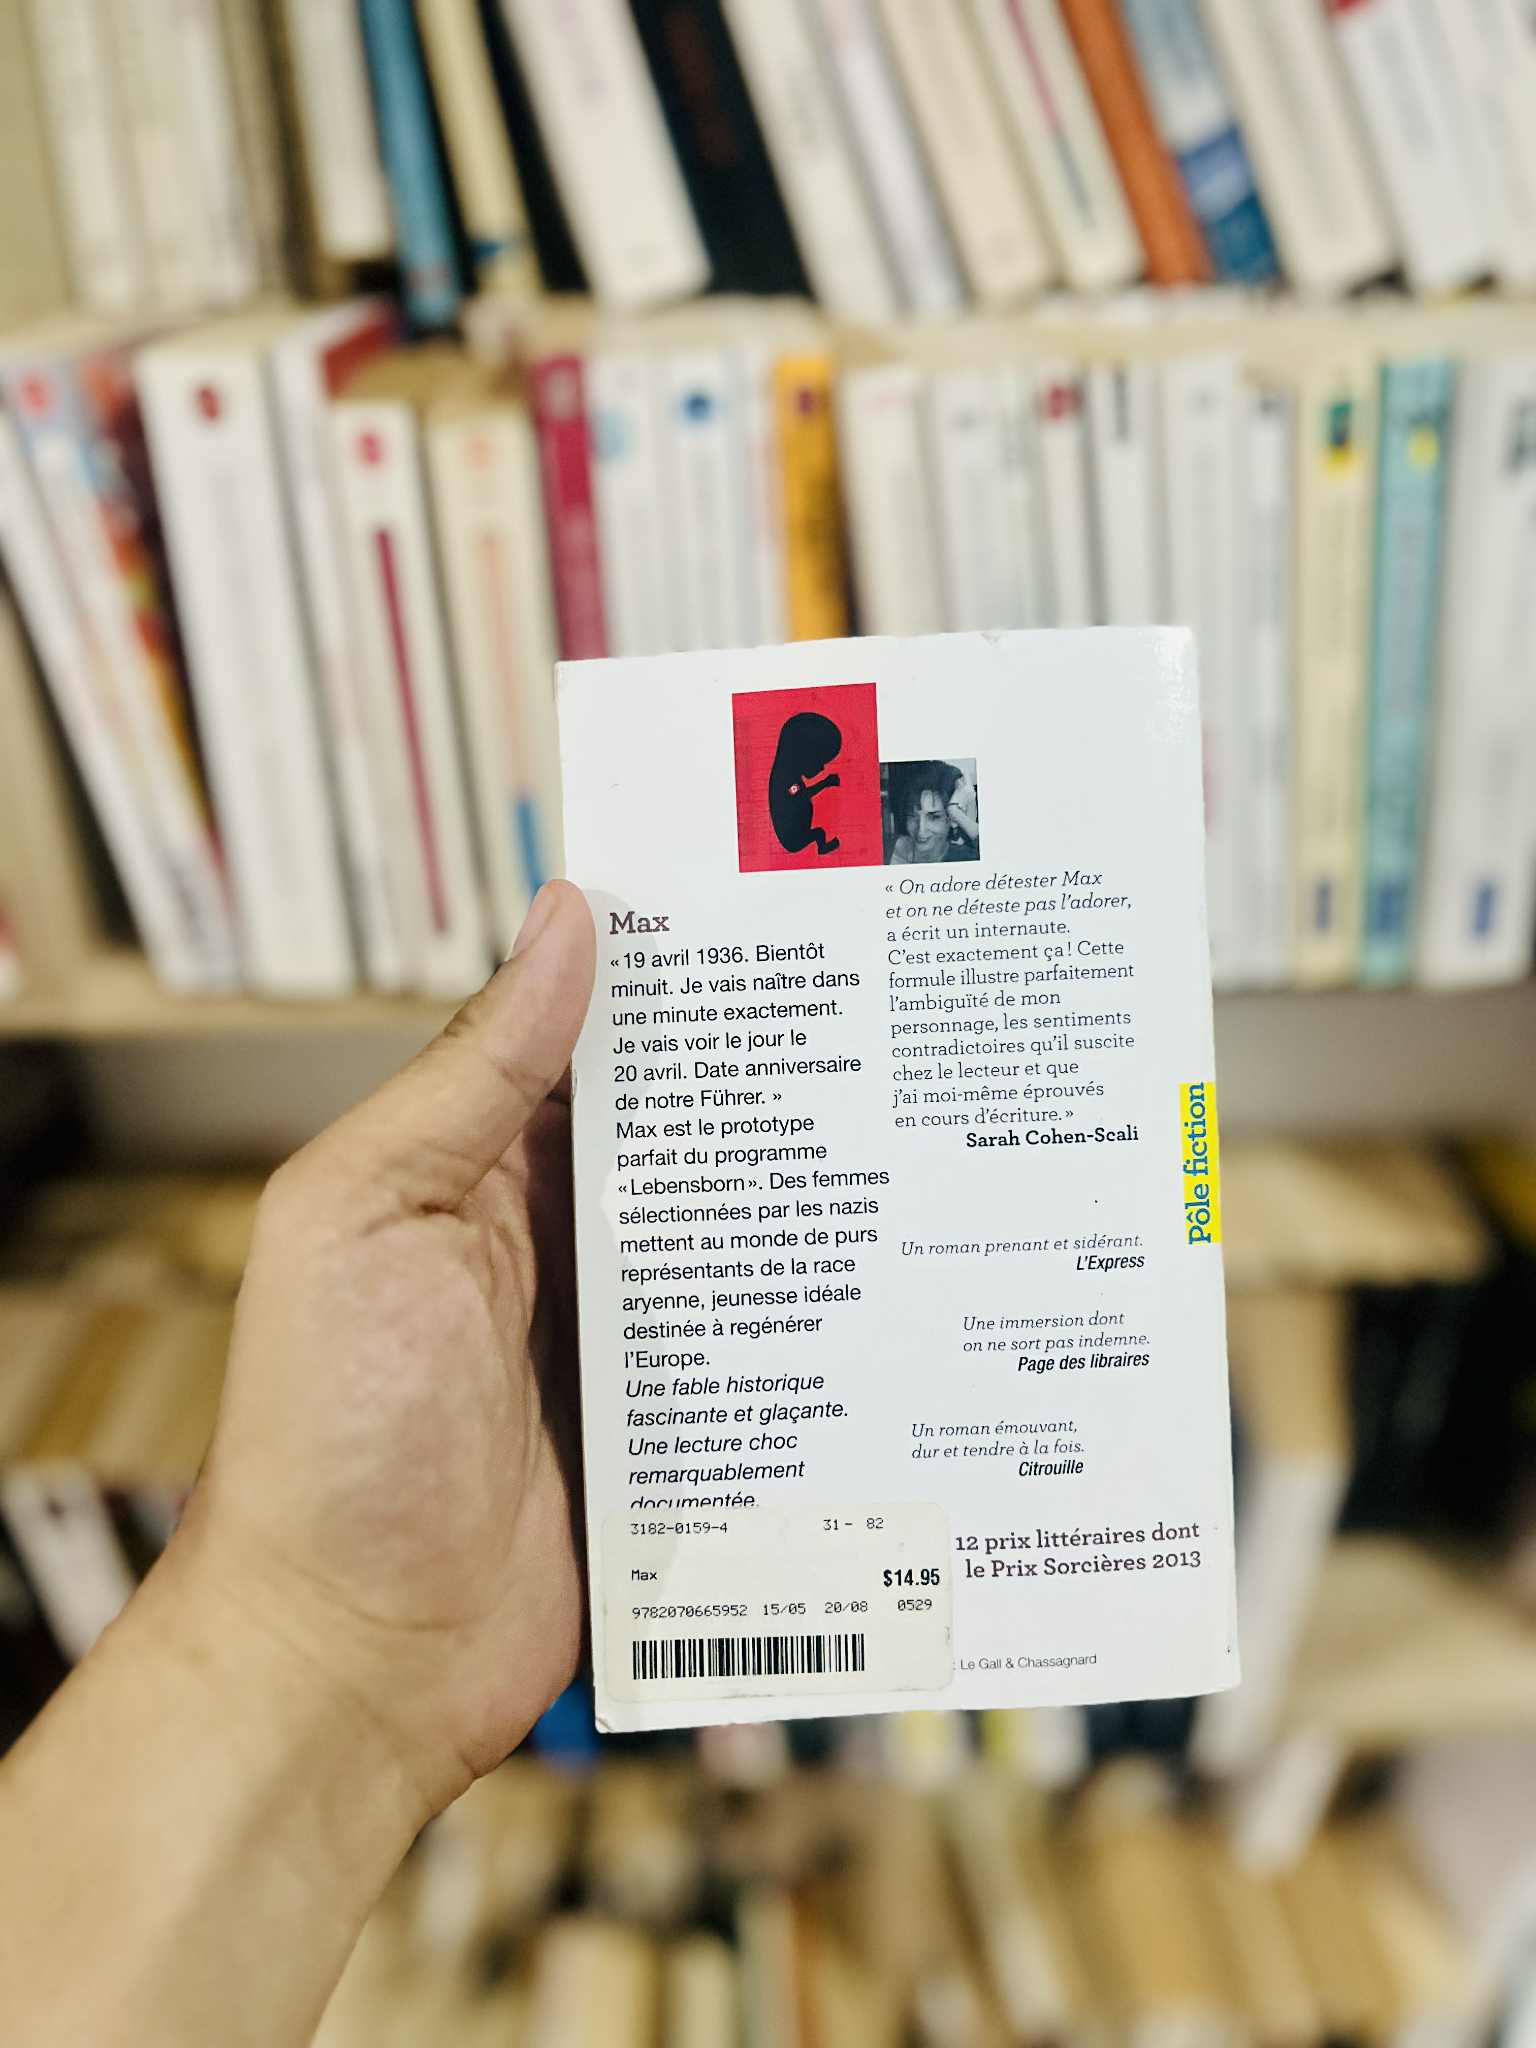 Max
« 19 avril 1936. Bientôt
minuit. Je vais naître dans
une minute exactement.
Je vais voir le jour le
20 avril. Date anniversaire
de notre Führer. »
Max est le prototype
parfait du programme
« Lebensborn ». Des femmes
sélectionnées par les nazis
mettent au monde de purs
représentants de la race
aryenne, jeunesse idéale
destinée à regénérer
l'Europe.
Une fable historique
fascinante et glaçante.
Une lecture choc
remarquablement
documentée.
« On adore détester Max
et on ne déteste pas l'adorer,
a écrit un internaute.
C'est exactement ça ! Cette
formule illustre parfaitement
l'ambiguïté de mon
personnage, les sentiments
contradictoires qu'il suscite
chez le lecteur et que
j'ai moi-même éprouvés
en cours d'écriture. »
Sarah Cohen-Scali
Un roman prenant et sidérant.
L'Express
Une immersion dont
on ne sort pas indemne.
Page des libraires
Un roman émouvant,
dur et tendre à la fois.
Citrouille
12 prix littéraires dont
le Prix Sorcières 2013
: Le Gall & Chassagnard
Pôle fiction
3182-0159-4 31- 82
Max $14.95
9782070665952 15/05 20/08 0529